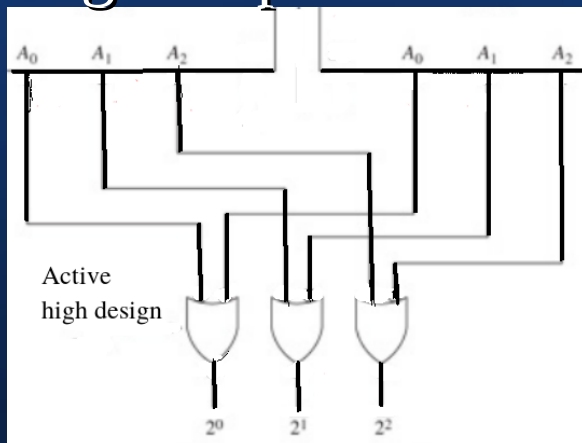 A₀ A₁ A₂ A₀ A₁ A₂
Active
high design
2⁰ 2¹ 2²